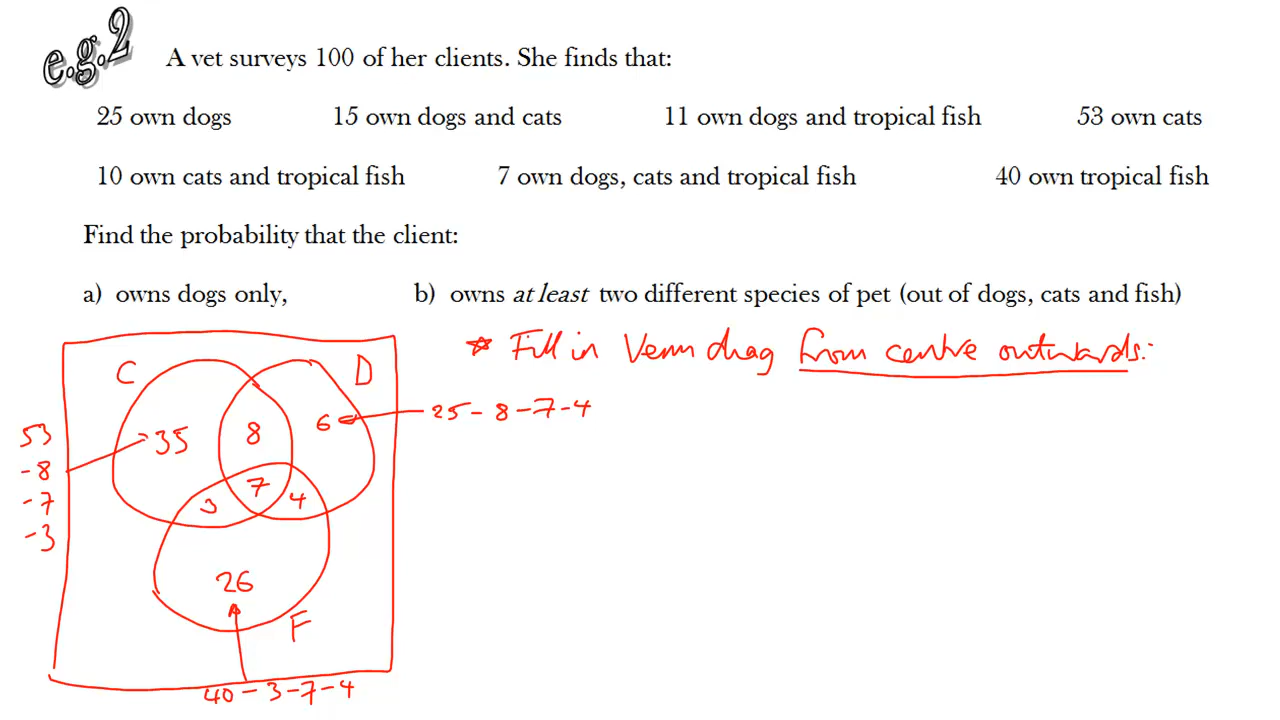 e.g.2
A vet surveys 100 of her clients. She finds that:
25 own dogs 15 own dogs and cats 11 own dogs and tropical fish 53 own cats
10 own cats and tropical fish 7 own dogs, cats and tropical fish 40 own tropical fish
Find the probability that the client:
a) owns dogs only, b) owns at least two different species of pet (out of dogs, cats and fish)
* Fill in Venn diag from centre outwards:
C D
6 25 - 8 - 7 - 4
53 35 8
-8
-7 3 7 4
-3
26
F
40 - 3 - 7 - 4